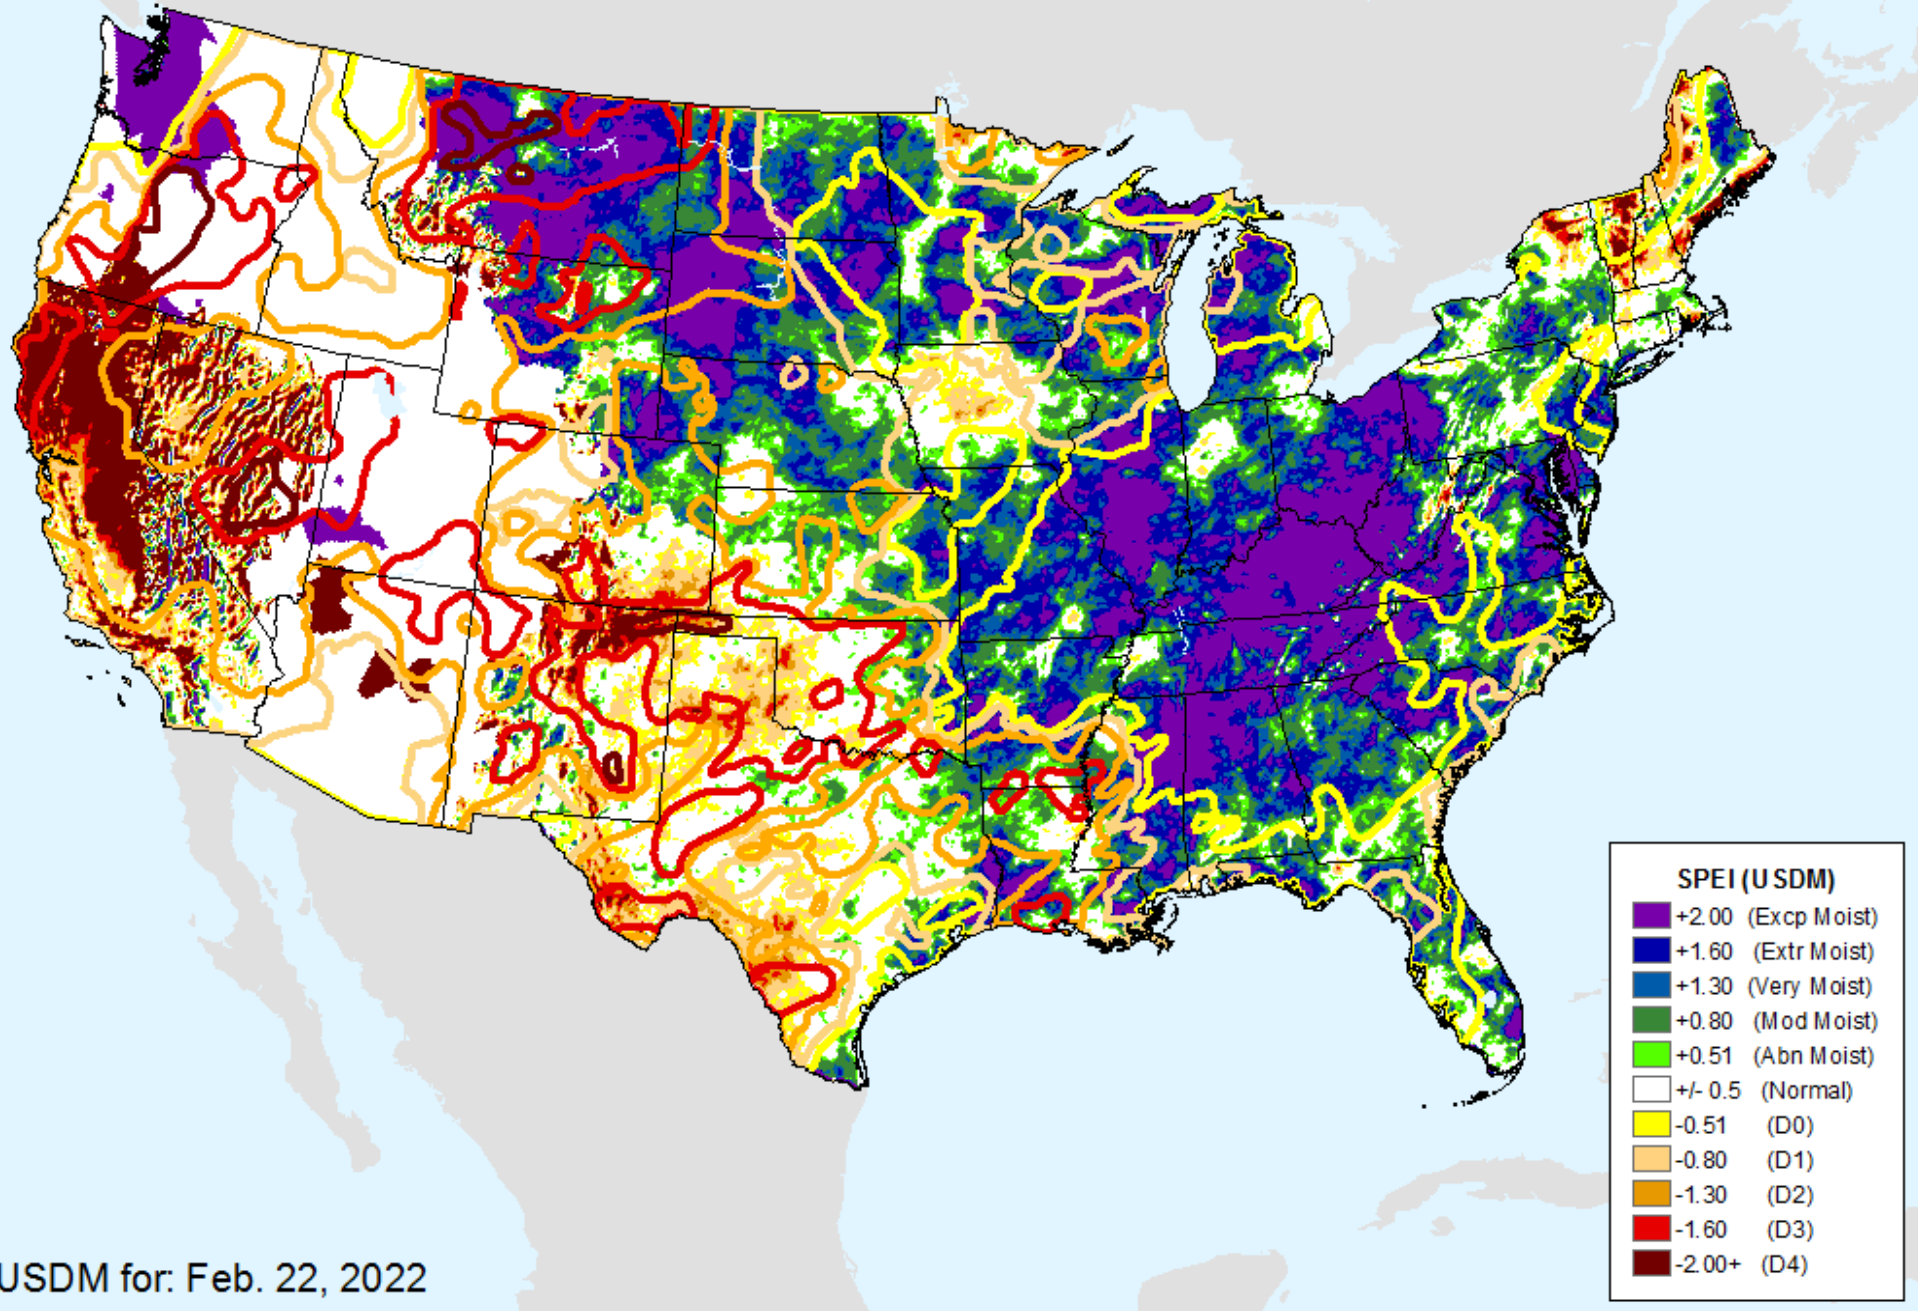 SPEI (USDM)
+2.00 (Excp Moist)
+1.60 (Extr Moist)
+1.30 (Very Moist)
+0.80 (Mod Moist)
+0.51 (Abn Moist)
+/- 0.5 (Normal)
-0.51 (D0)
-0.80 (D1)
-1.30 (D2)
-1.60 (D3)
-2.00+ (D4)
USDM for: Feb. 22, 2022